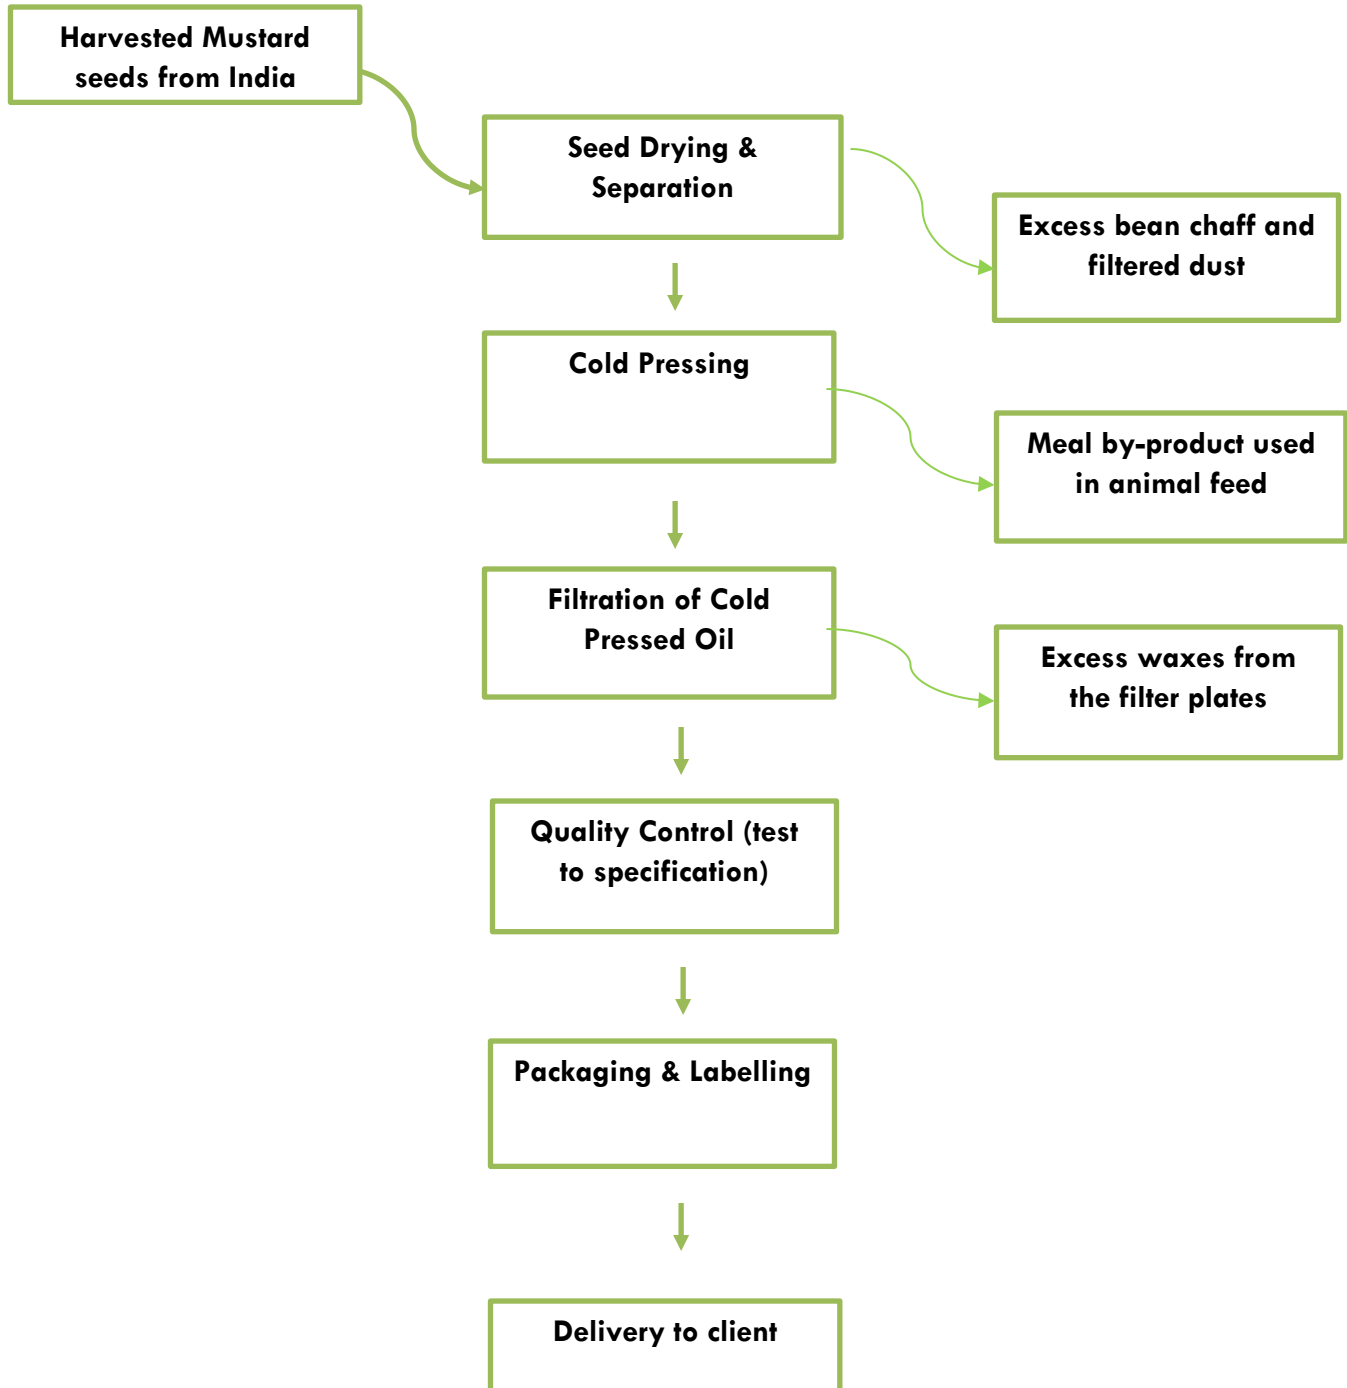 Harvested Mustard
seeds from India
Seed Drying &
Separation
Excess bean chaff and
filtered dust
Cold Pressing
Meal by-product used
in animal feed
Filtration of Cold
Pressed Oil
Excess waxes from
the filter plates
Quality Control (test
to specification)
Packaging & Labelling
Delivery to client